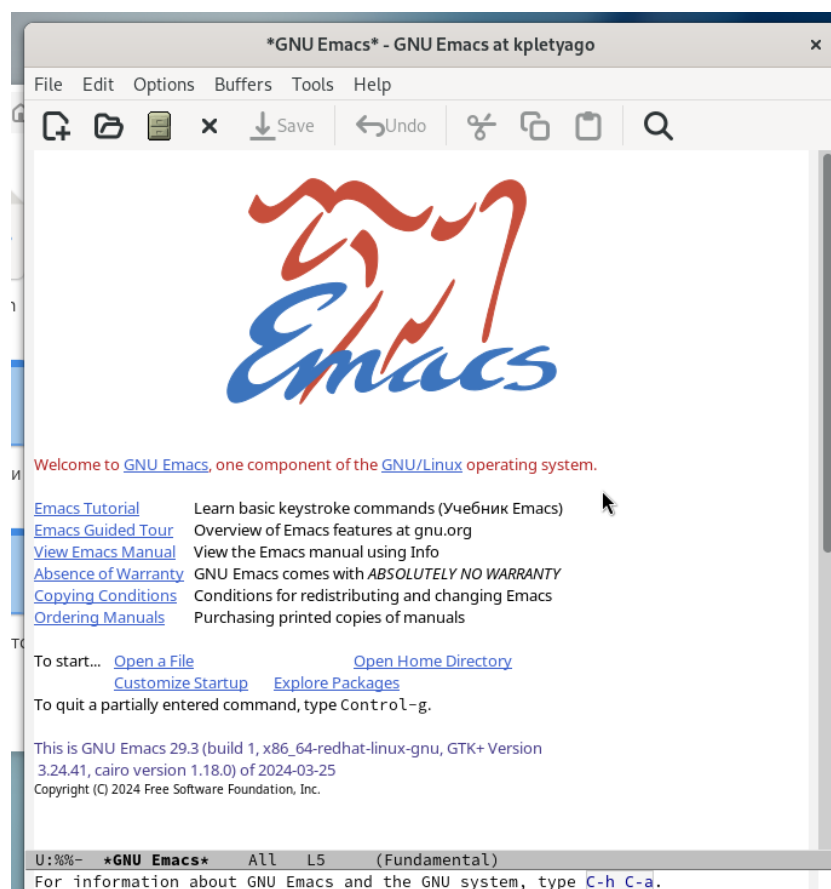 *GNU Emacs* - GNU Emacs at kpletyago
File Edit Options Buffers Tools Help
Save Undo
Emacs
Welcome to GNU Emacs, one component of the GNU/Linux operating system.
Emacs Tutorial Learn basic keystroke commands (Учебник Emacs)
Emacs Guided Tour Overview of Emacs features at gnu.org
View Emacs Manual View the Emacs manual using Info
Absence of Warranty GNU Emacs comes with ABSOLUTELY NO WARRANTY
Copying Conditions Conditions for redistributing and changing Emacs
Ordering Manuals Purchasing printed copies of manuals
To start... Open a File Open Home Directory
Customize Startup Explore Packages
To quit a partially entered command, type Control-g.
This is GNU Emacs 29.3 (build 1, x86_64-redhat-linux-gnu, GTK+ Version
3.24.41, cairo version 1.18.0) of 2024-03-25
Copyright (C) 2024 Free Software Foundation, Inc.
U:%%- *GNU Emacs* All L5 (Fundamental)
For information about GNU Emacs and the GNU system, type C-h C-a.